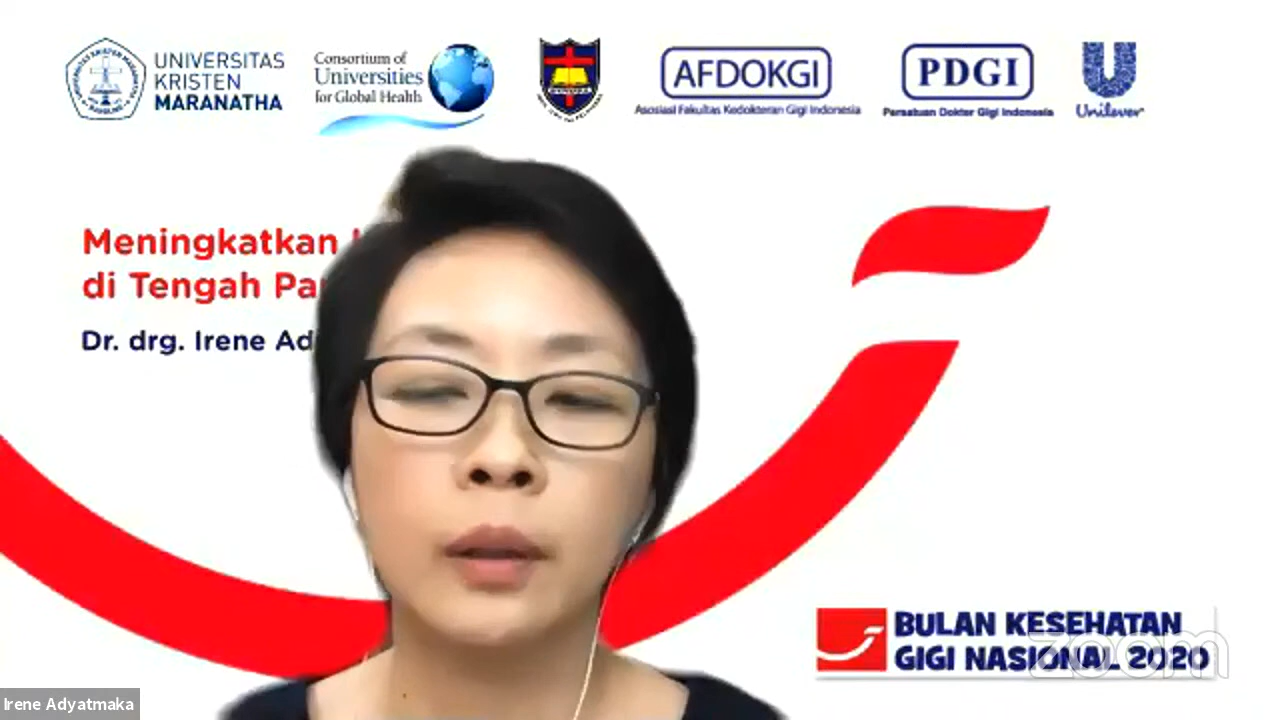 UNIVERSITAS
KRISTEN
MARANATHA
Consortium of
Universities
for Global Health
AFDOKGI
Asosiasi Fakultas Kedokteran Gigi Indonesia
PDGI
Persatuan Dokter Gigi Indonesia
Unilever
Meningkatkan
di Tengah Pa
Dr. drg. Irene Ad
BULAN KESEHATAN
GIGI NASIONAL 2020
zoom
Irene Adyatmaka